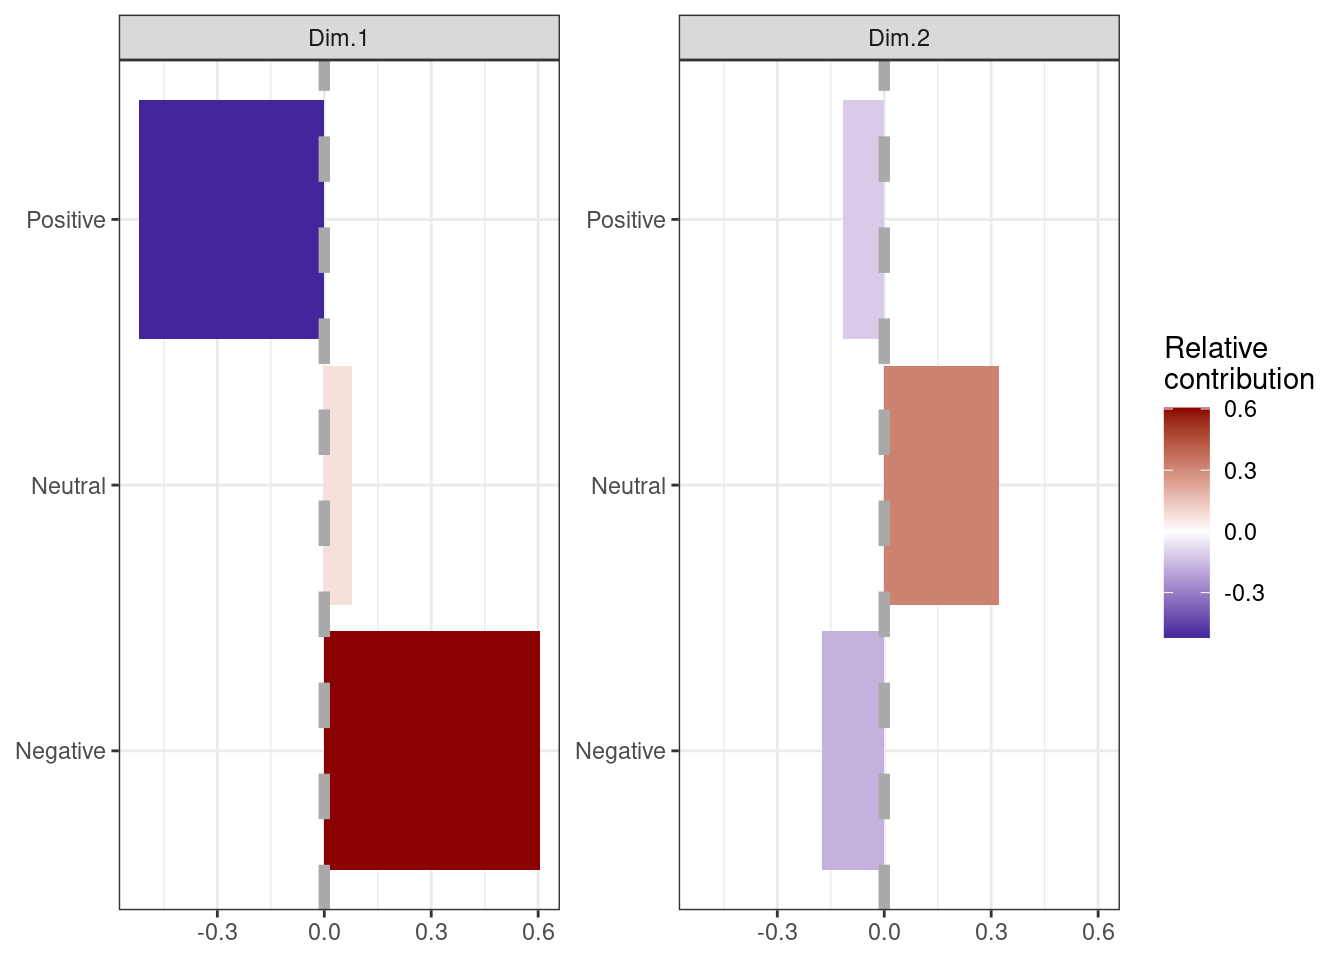 Dim.1
Dim.2
Positive
Neutral
Negative
-0.3
0.0
0.3
0.6
Positive
Neutral
Negative
-0.3
0.0
0.3
0.6
Relative
contribution
0.6
0.3
0.0
-0.3